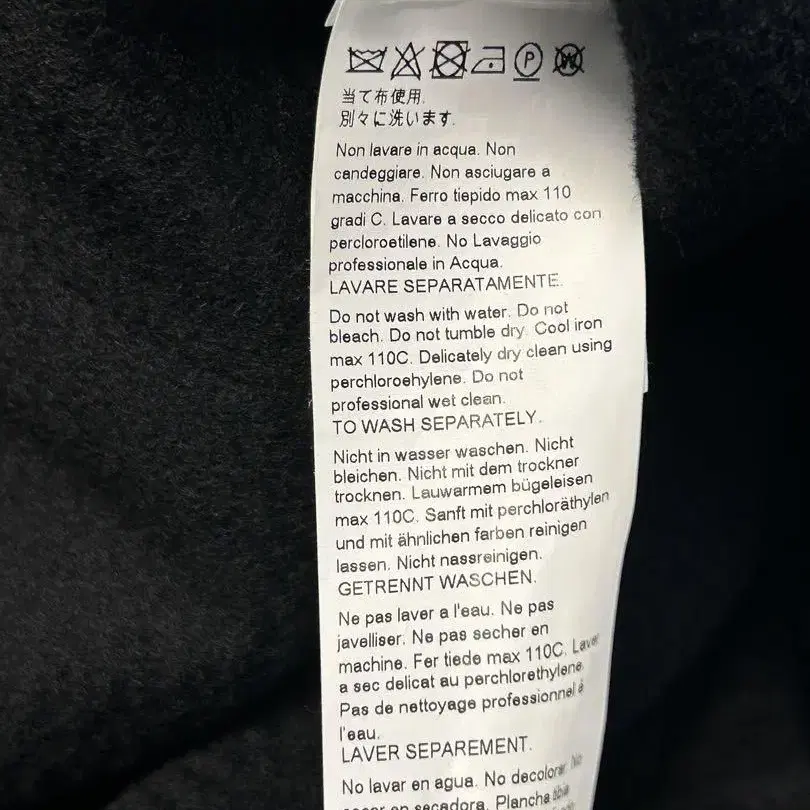 P W
当て布使用.
別々に洗います.
Non lavare in acqua. Non
candeggiare. Non asciugare a
macchina. Ferro tiepido max 110
gradi C. Lavare a secco delicato con
percloroetilene. No Lavaggio
professionale in Acqua.
LAVARE SEPARATAMENTE.
Do not wash with water. Do not
bleach. Do not tumble dry. Cool iron
max 110C. Delicately dry clean using
perchloroehylene. Do not
professional wet clean.
TO WASH SEPARATELY.
Nicht in wasser waschen. Nicht
bleichen. Nicht mit dem trockner
trocknen. Lauwarmem bügeleisen
max 110C. Sanft mit perchloräthylen
und mit ähnlichen farben reinigen
lassen. Nicht nassreinigen.
GETRENNT WASCHEN.
Ne pas laver a l'eau. Ne pas
javelliser. Ne pas secher en
machine. Fer tiede max 110C. Laver
a sec delicat au perchlorethylene.
Pas de nettoyage professionnel á
l'eau.
LAVER SEPAREMENT.
No lavar en agua. No decolorar. No
en secadora. Plancha tibia